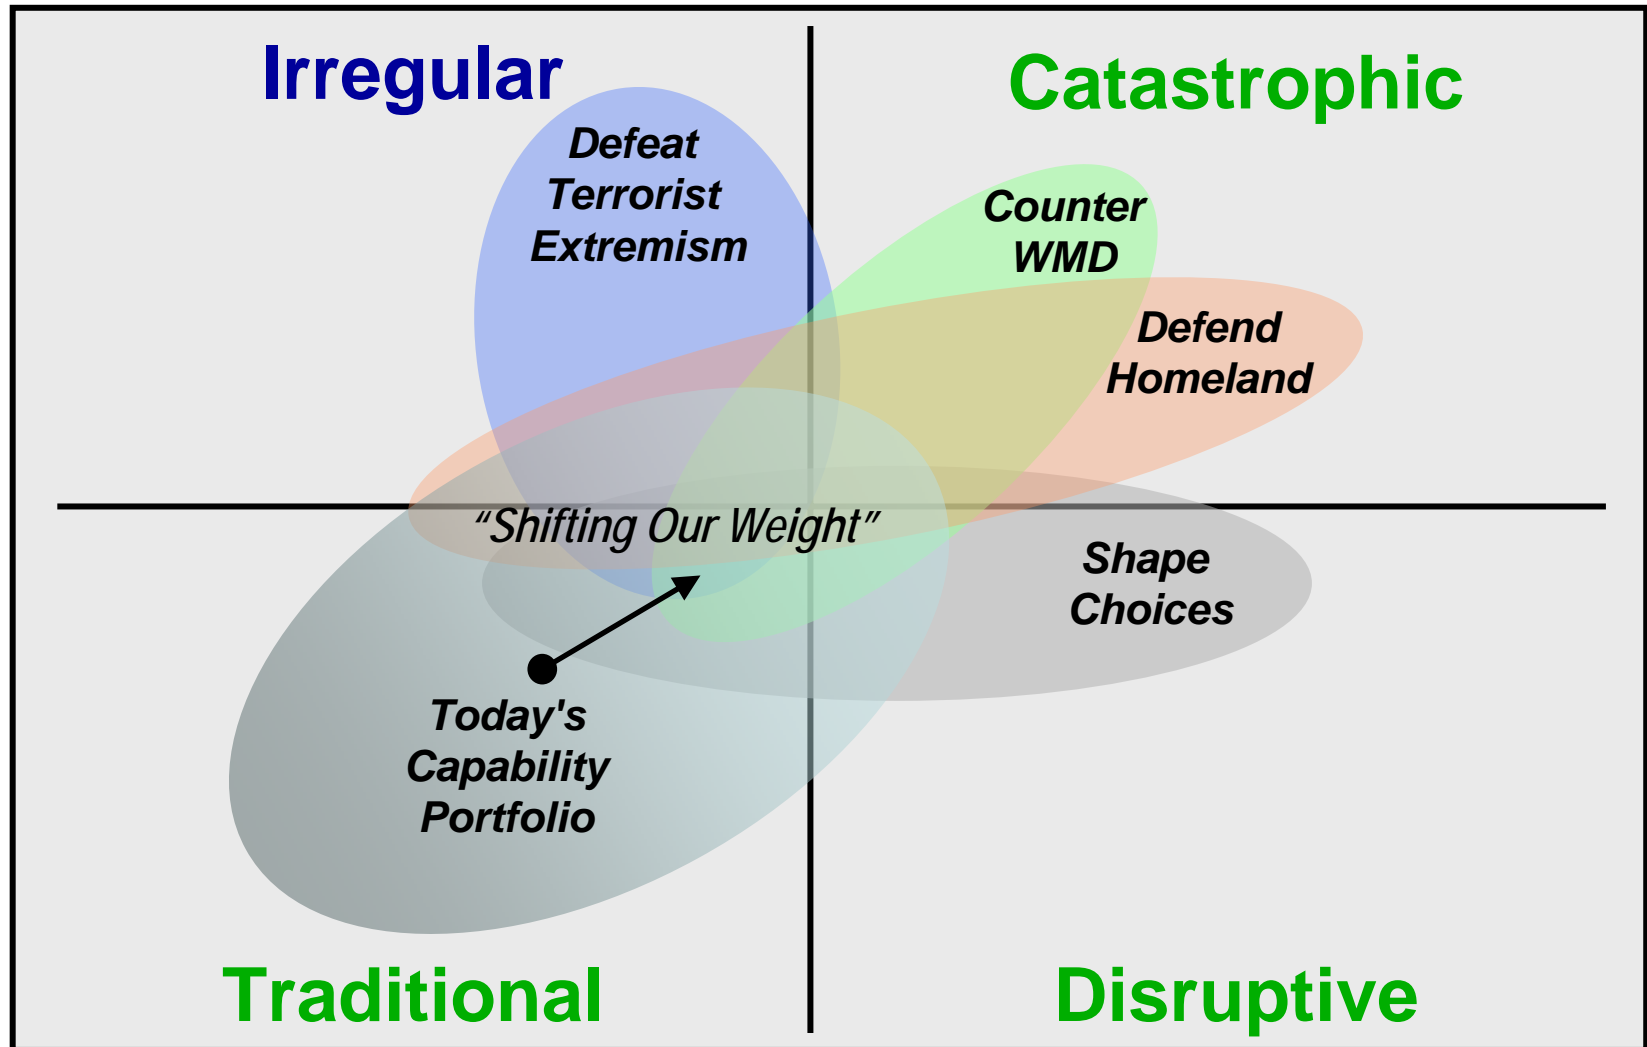 Irregular
Catastrophic
Defeat
Terrorist
Extremism
Counter
WMD
Defend
Homeland
“Shifting Our Weight”
Shape
Choices
Today's
Capability
Portfolio
Traditional
Disruptive